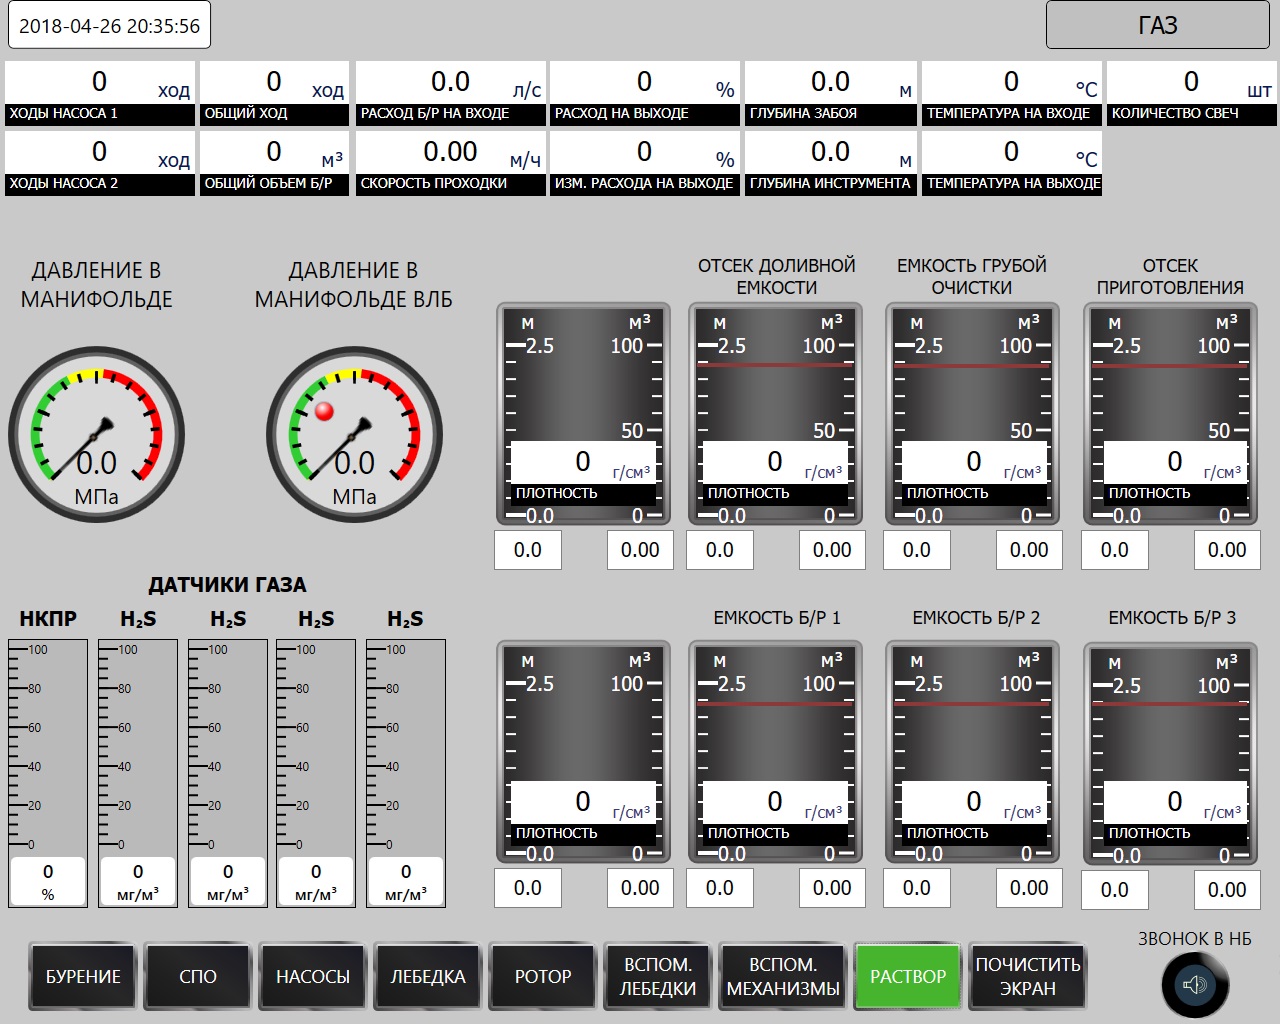 2018-04-26 20:35:56
ГАЗ
0 ход
ХОДЫ НАСОСА 1
0 ход
ОБЩИЙ ХОД
0.0 л/с
РАСХОД Б/Р НА ВХОДЕ
0 %
РАСХОД НА ВЫХОДЕ
0.0 м
ГЛУБИНА ЗАБОЯ
0 °C
ТЕМПЕРАТУРА НА ВХОДЕ
0 шт
КОЛИЧЕСТВО СВЕЧ
0 ход
ХОДЫ НАСОСА 2
0 м³
ОБЩИЙ ОБЪЕМ Б/Р
0.00 м/ч
СКОРОСТЬ ПРОХОДКИ
0 %
ИЗМ. РАСХОДА НА ВЫХОДЕ
0.0 м
ГЛУБИНА ИНСТРУМЕНТА
0 °C
ТЕМПЕРАТУРА НА ВЫХОДЕ
ДАВЛЕНИЕ В
МАНИФОЛЬДЕ
0.0
МПа
ДАВЛЕНИЕ В
МАНИФОЛЬДЕ ВЛБ
0.0
МПа
м м³
2.5 100
50
0 г/см³
ПЛОТНОСТЬ
0.0 0
0.0 0.00
ОТСЕК ДОЛИВНОЙ
ЕМКОСТИ
м м³
2.5 100
50
0 г/см³
ПЛОТНОСТЬ
0.0 0
0.0 0.00
ЕМКОСТЬ ГРУБОЙ
ОЧИСТКИ
м м³
2.5 100
50
0 г/см³
ПЛОТНОСТЬ
0.0 0
0.0 0.00
ОТСЕК
ПРИГОТОВЛЕНИЯ
м м³
2.5 100
50
0 г/см³
ПЛОТНОСТЬ
0.0 0
0.0 0.00
ДАТЧИКИ ГАЗА
НКПР
100
80
60
40
20
0
0
%
H₂S
100
80
60
40
20
0
0
мг/м³
H₂S
100
80
60
40
20
0
0
мг/м³
H₂S
100
80
60
40
20
0
0
мг/м³
H₂S
100
80
60
40
20
0
0
мг/м³
м м³
2.5 100
0 г/см³
ПЛОТНОСТЬ
0.0 0
0.0 0.00
ЕМКОСТЬ Б/Р 1
м м³
2.5 100
0 г/см³
ПЛОТНОСТЬ
0.0 0
0.0 0.00
ЕМКОСТЬ Б/Р 2
м м³
2.5 100
0 г/см³
ПЛОТНОСТЬ
0.0 0
0.0 0.00
ЕМКОСТЬ Б/Р 3
м м³
2.5 100
0 г/см³
ПЛОТНОСТЬ
0.0 0
0.0 0.00
БУРЕНИЕ
СПО
НАСОСЫ
ЛЕБЕДКА
РОТОР
ВСПОМ.
ЛЕБЕДКИ
ВСПОМ.
МЕХАНИЗМЫ
РАСТВОР
ПОЧИСТИТЬ
ЭКРАН
ЗВОНОК В НБ